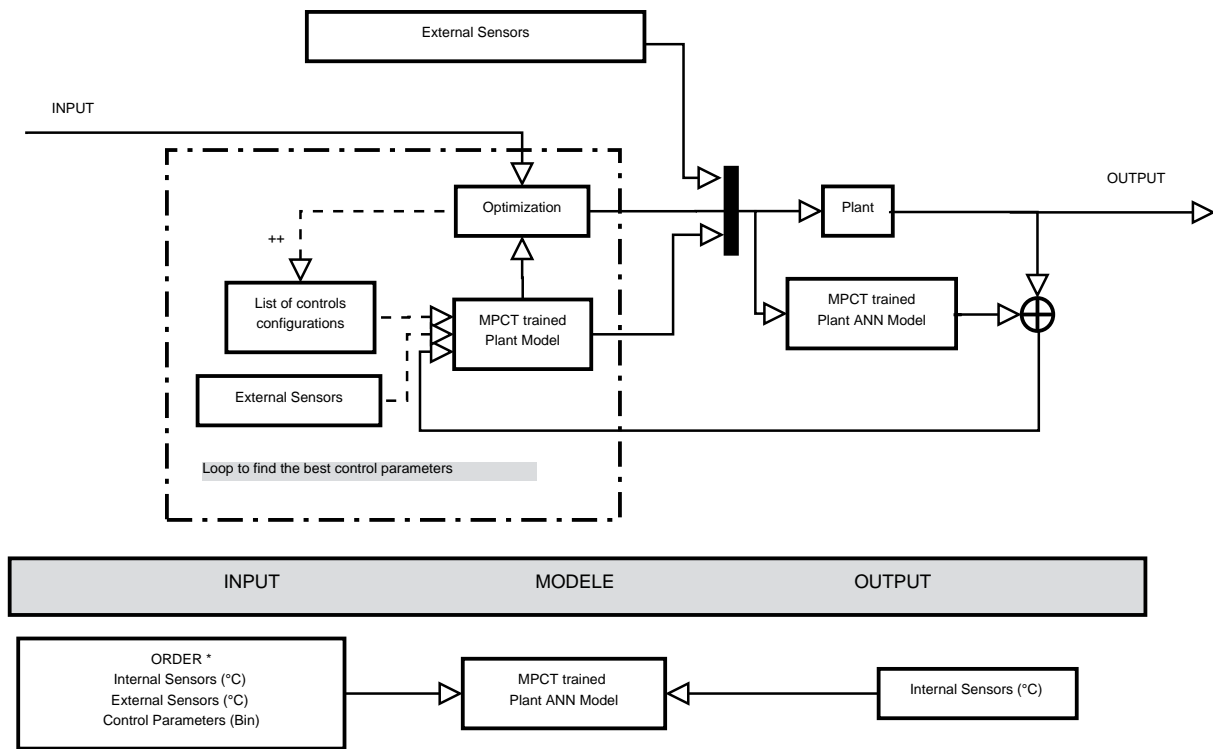 External Sensors
INPUT
OUTPUT
Optimization
Plant
++
List of controls
configurations
MPCT trained
Plant Model
MPCT trained
Plant ANN Model
External Sensors
Loop to find the best control parameters
INPUT MODELE OUTPUT
ORDER *
Internal Sensors (°C)
External Sensors (°C)
Control Parameters (Bin)
MPCT trained
Plant ANN Model
Internal Sensors (°C)